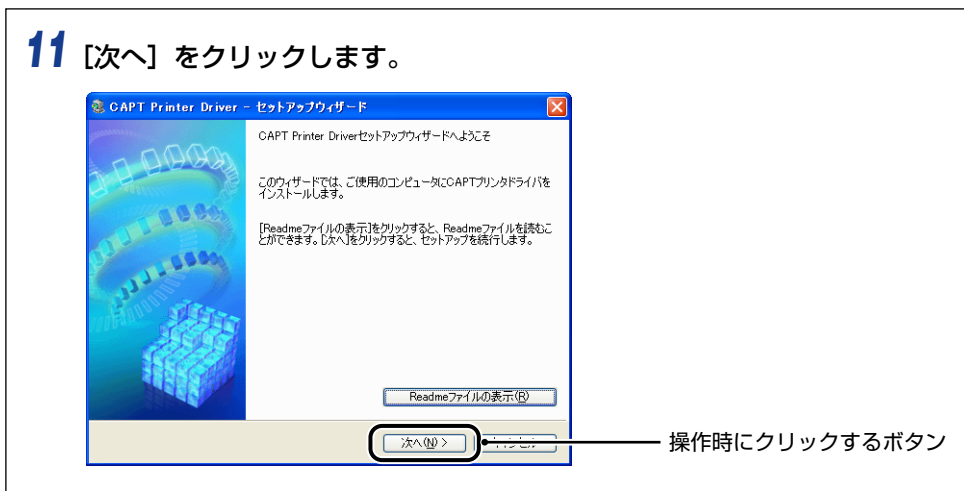 11 [次へ] をクリックします。
CAPT Printer Driver - セットアップウィザード
CAPT Printer Driverセットアップウィザードへようこそ
このウィザードでは、ご使用のコンピュータにCAPTプリンタドライバを
インストールします。
[Readmeファイルの表示]をクリックすると、Readmeファイルを読むこ
とができます。[次へ]をクリックすると、セットアップを続行します。
Readmeファイルの表示(R)
次へ(N) >
操作時にクリックするボタン